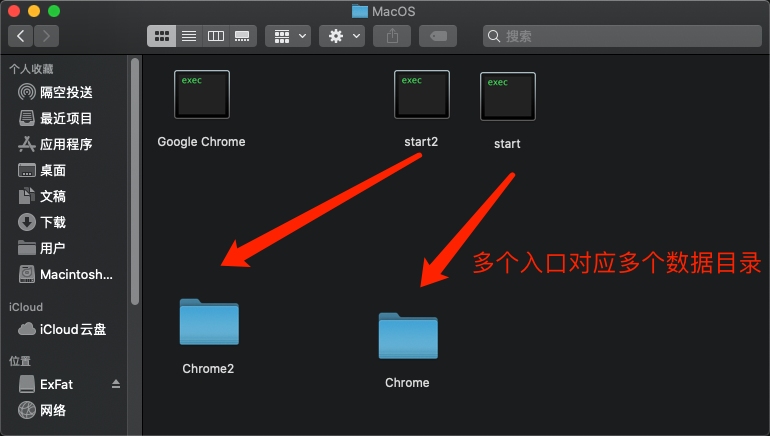 MacOS
搜索
个人收藏
隔空投送
最近项目
应用程序
桌面
文稿
下载
用户
Macintosh...
iCloud
iCloud云盘
位置
ExFat
网络
exec
exec
exec
Google Chrome
start2
start
多个入口对应多个数据目录
Chrome2
Chrome